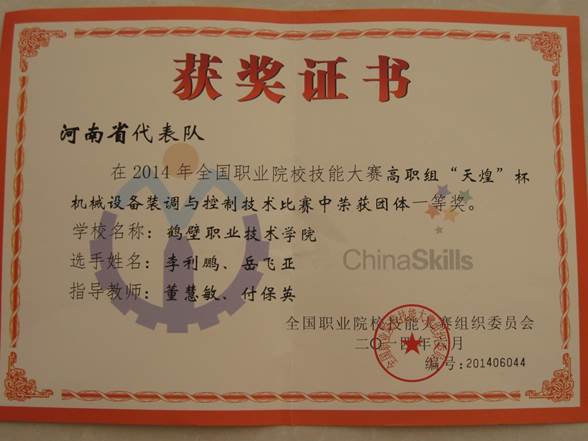 获奖证书
河南省代表队
在2014年全国职业院校技能大赛高职组“天煌”杯
机械设备装调与控制技术比赛中荣获团体一等奖。
学校名称：鹤壁职业技术学院
ChinaSkills
选手姓名：李利鹏、岳飞亚
指导教师：董慧敏、付保英
全国职业院校技能大赛组织委员会
二〇一四年六月
编号:201406044